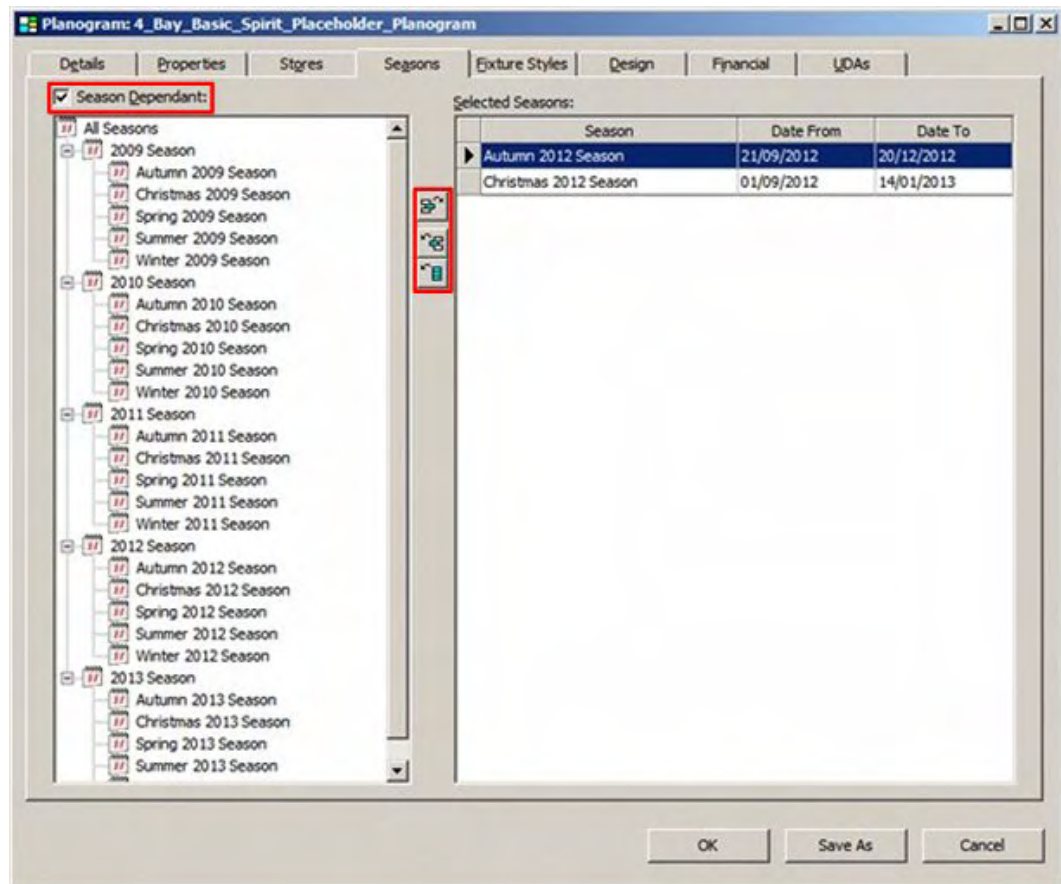 Planogram: 4_Bay_Basic_Spirit_Placeholder_Planogram
Details Properties Stores Seasons Fixture Styles Design Financial UDAs
Season Dependant:
All Seasons
2009 Season
Autumn 2009 Season
Christmas 2009 Season
Spring 2009 Season
Summer 2009 Season
Winter 2009 Season
2010 Season
Autumn 2010 Season
Christmas 2010 Season
Spring 2010 Season
Summer 2010 Season
Winter 2010 Season
2011 Season
Autumn 2011 Season
Christmas 2011 Season
Spring 2011 Season
Summer 2011 Season
Winter 2011 Season
2012 Season
Autumn 2012 Season
Christmas 2012 Season
Spring 2012 Season
Summer 2012 Season
Winter 2012 Season
2013 Season
Autumn 2013 Season
Christmas 2013 Season
Spring 2013 Season
Summer 2013 Season
Selected Seasons:
Season Date From Date To
Autumn 2012 Season 21/09/2012 20/12/2012
Christmas 2012 Season 01/09/2012 14/01/2013
OK Save As Cancel